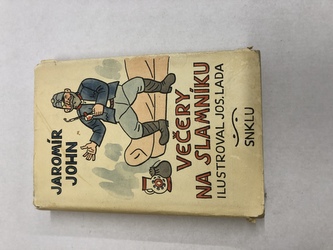 JAROMÍR
JOHN
VEČERY
NA SLAMNÍKU
ILUSTROVAL JOS. LADA
SNKLU